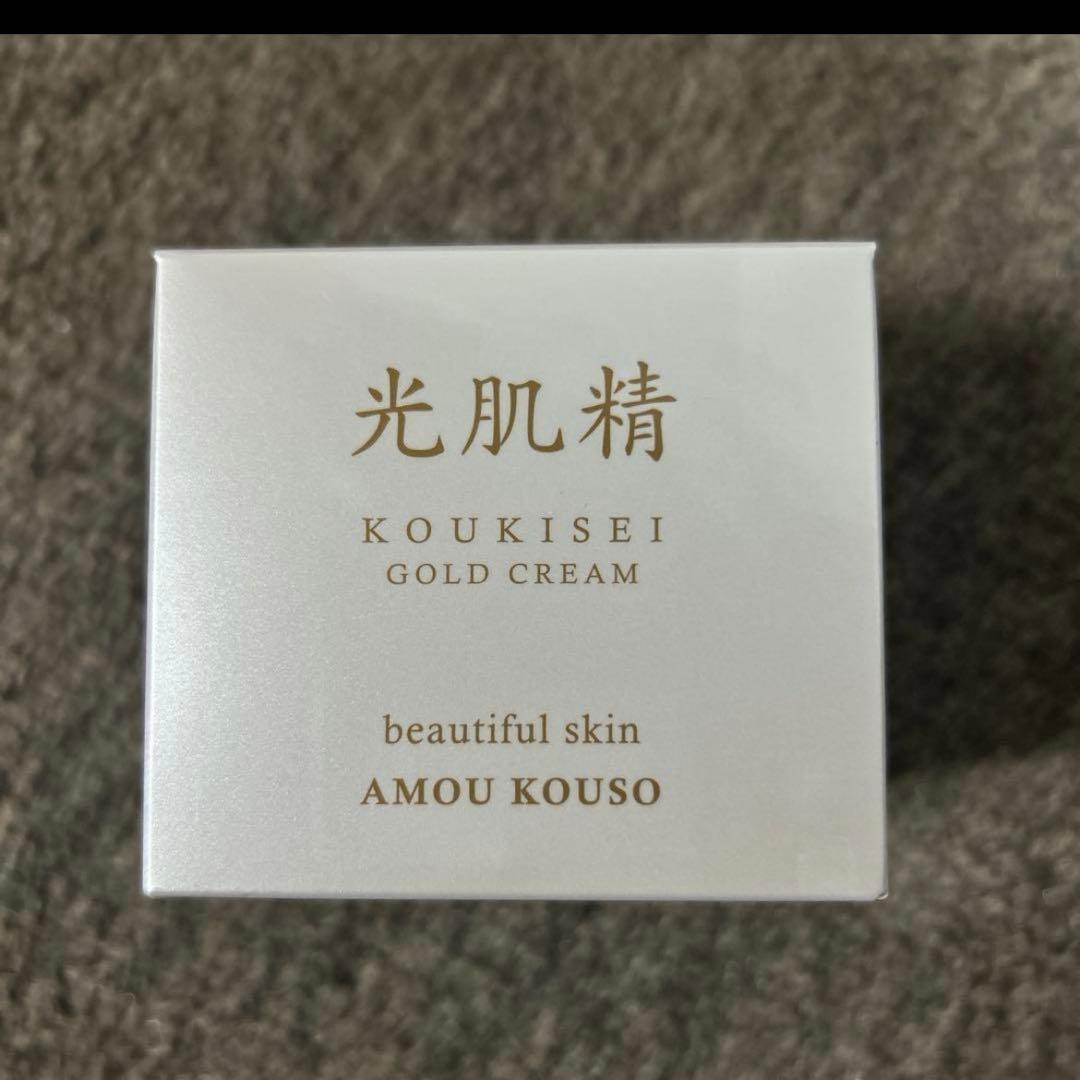 光肌精
KOUKISEI
GOLD CREAM
beautiful skin
AMOU KOUSO